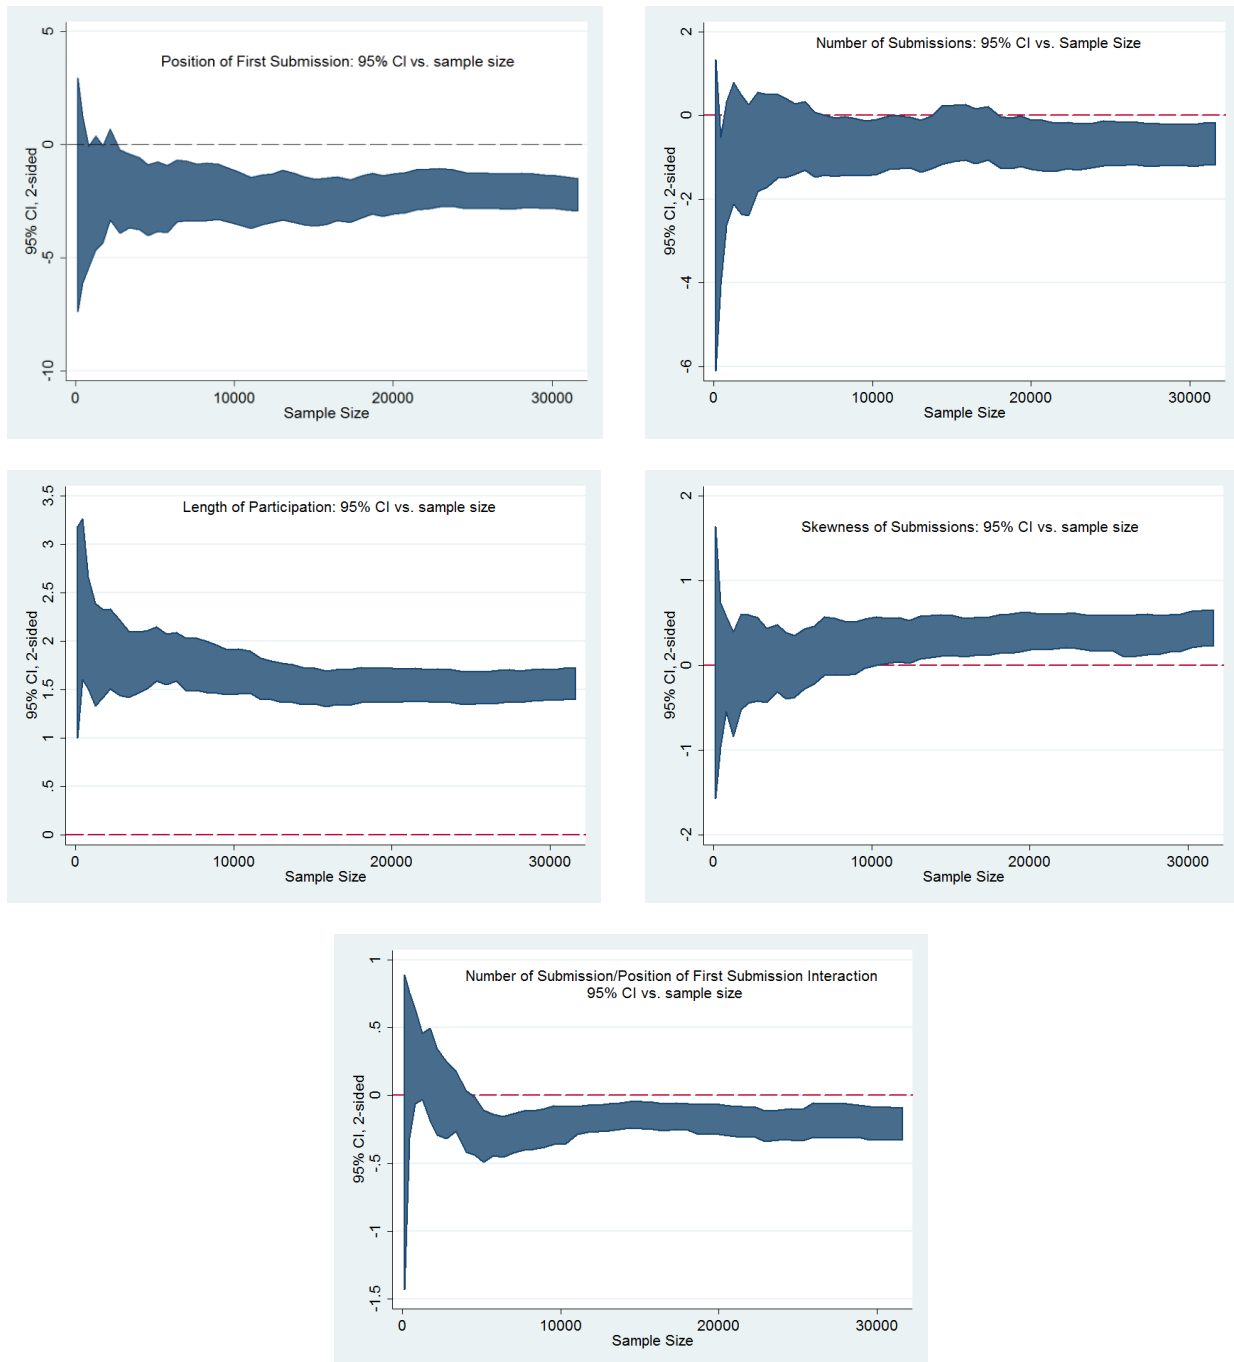 Position of First Submission: 95% CI vs. sample size
95% CI, 2-sided
5
0
-5
-10
0 10000 20000 30000
Sample Size
Number of Submissions: 95% CI vs. Sample Size
95% CI, 2-sided
2
0
-2
-4
-6
0 10000 20000 30000
Sample Size
Length of Participation: 95% CI vs. sample size
95% CI, 2-sided
3.5
3
2.5
2
1.5
1
.5
0
0 10000 20000 30000
Sample Size
Skewness of Submissions: 95% CI vs. sample size
95% CI, 2-sided
2
1
0
-1
-2
0 10000 20000 30000
Sample Size
Number of Submission/Position of First Submission Interaction
95% CI vs. sample size
95% CI, 2-sided
1
.5
0
-.5
-1
-1.5
0 10000 20000 30000
Sample Size